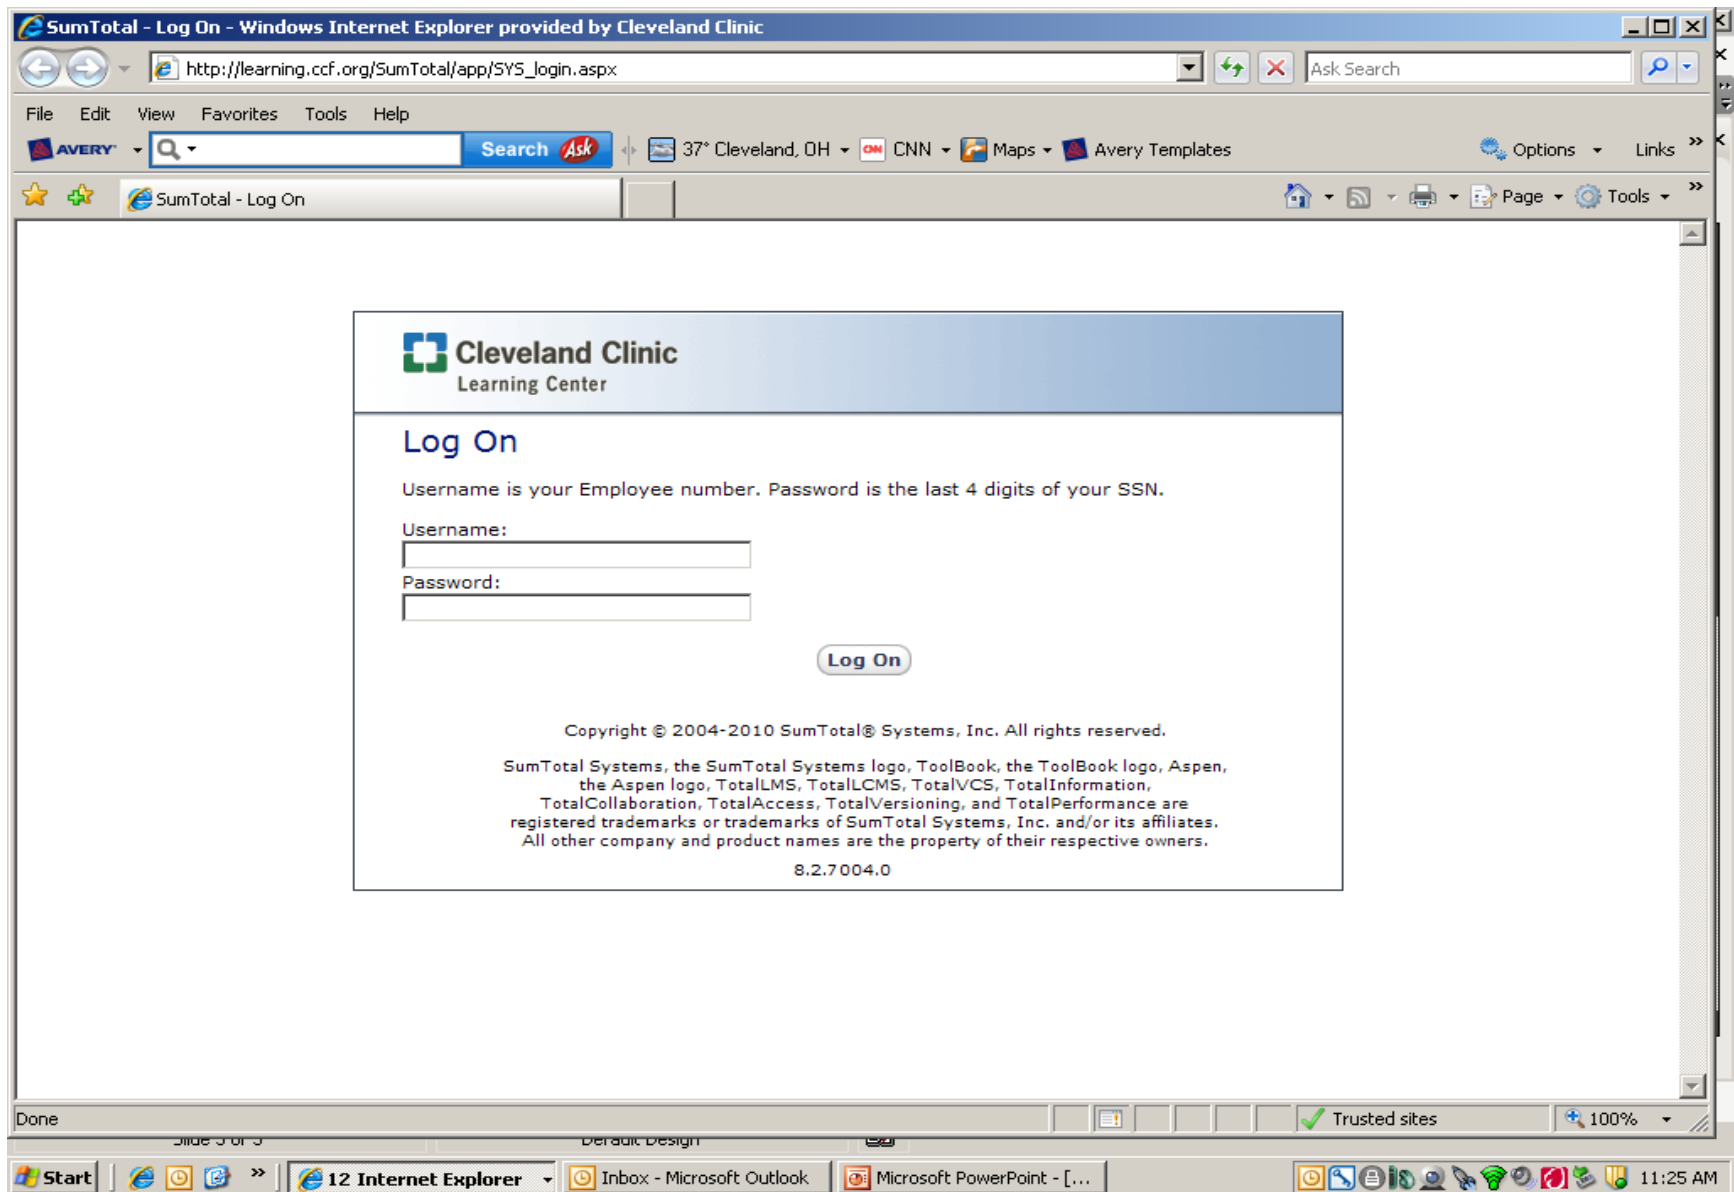 SumTotal - Log On - Windows Internet Explorer provided by Cleveland Clinic
http://learning.ccf.org/SumTotal/app/SYS_login.aspx
Ask Search
File Edit View Favorites Tools Help
AVERY Search Ask 37° Cleveland, OH CNN CNN Maps Avery Templates Options Links »
SumTotal - Log On
Page Tools »
Cleveland Clinic
Learning Center
Log On
Username is your Employee number. Password is the last 4 digits of your SSN.
Username:
Password:
Log On
Copyright © 2004-2010 SumTotal® Systems, Inc. All rights reserved.
SumTotal Systems, the SumTotal Systems logo, ToolBook, the ToolBook logo, Aspen,
the Aspen logo, TotalLMS, TotalLCMS, TotalVCS, TotalInformation,
TotalCollaboration, TotalAccess, TotalVersioning, and TotalPerformance are
registered trademarks or trademarks of SumTotal Systems, Inc. and/or its affiliates.
All other company and product names are the property of their respective owners.
8.2.7004.0
Done Trusted sites 100%
Default Design
Start » 12 Internet Explorer Inbox - Microsoft Outlook Microsoft PowerPoint - [... 11:25 AM